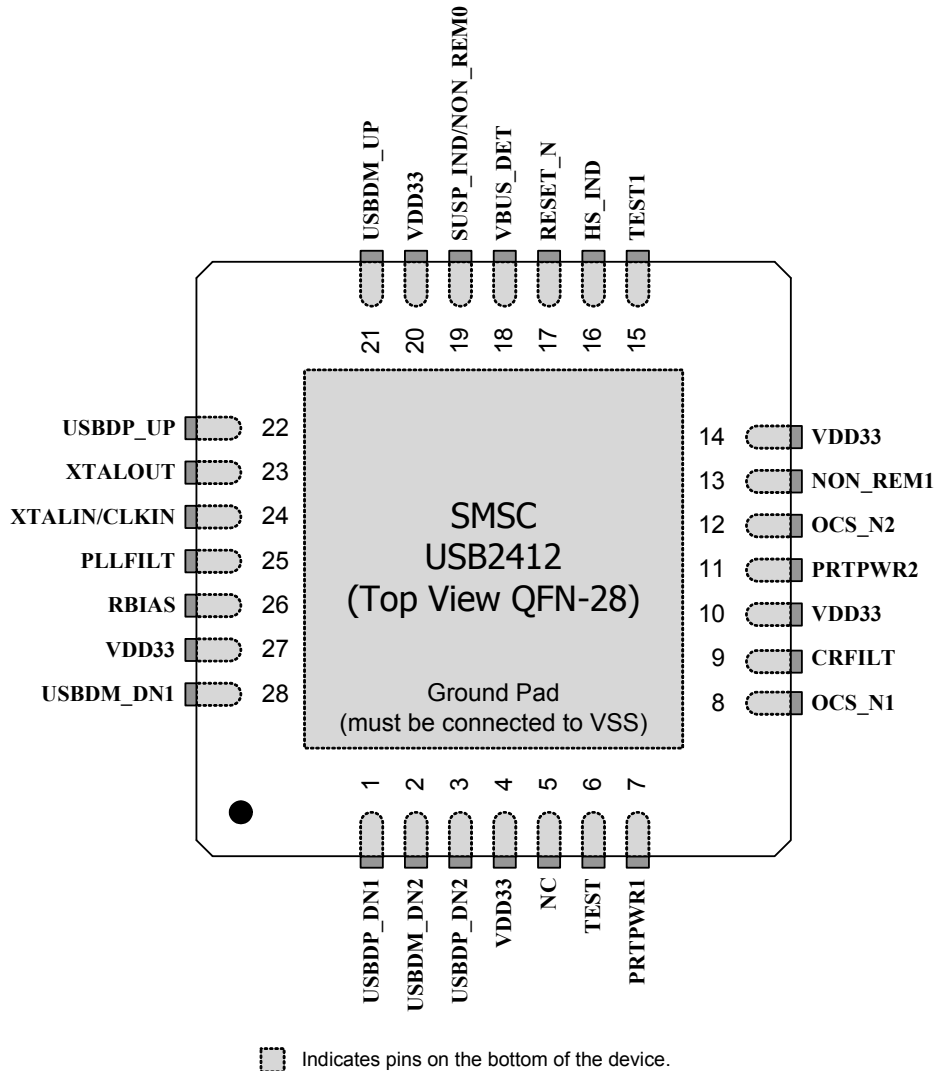 USBDM_UP
VDD33
SUSP_IND/NON_REM0
VBUS_DET
RESET_N
HS_IND
TEST1
21
20
19
18
17
16
15
USBDP_UP 22
XTALOUT 23
XTALIN/CLKIN 24
PLLFILT 25
RBIAS 26
VDD33 27
USBDM_DN1 28
SMSC
USB2412
(Top View QFN-28)
Ground Pad
(must be connected to VSS)
14 VDD33
13 NON_REM1
12 OCS_N2
11 PRTPWR2
10 VDD33
9 CRFILT
8 OCS_N1
1
2
3
4
5
6
7
USBDP_DN1
USBDM_DN2
USBDP_DN2
VDD33
NC
TEST
PRTPWR1
Indicates pins on the bottom of the device.